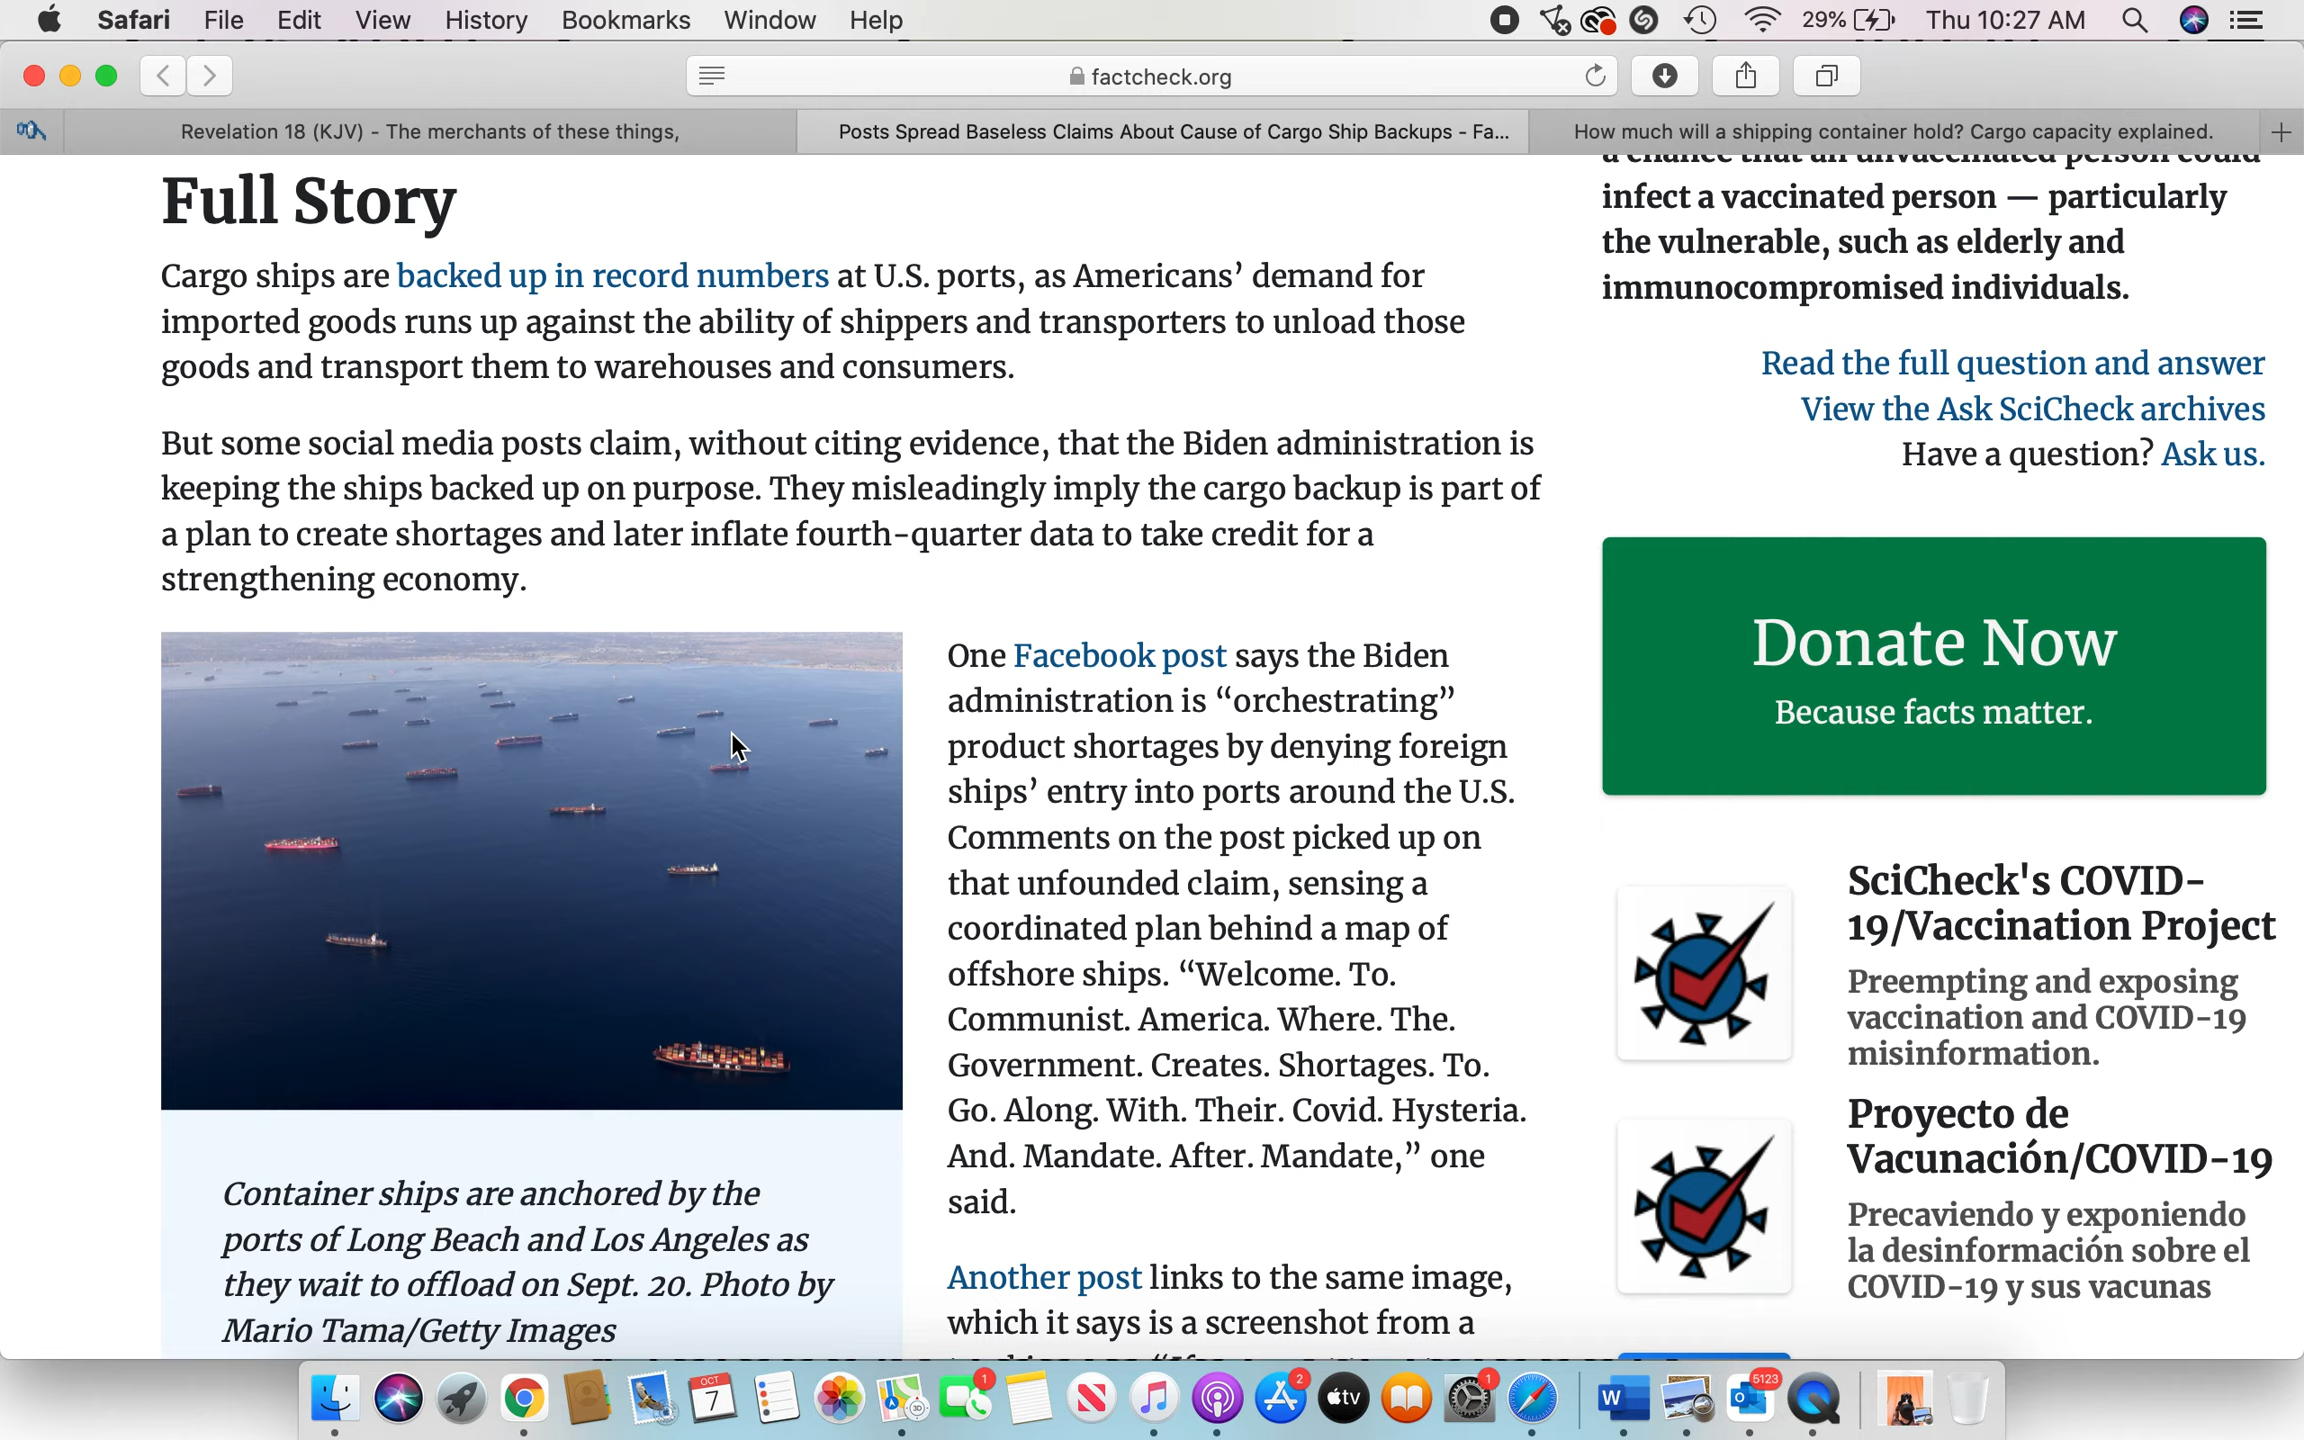 Safari File Edit View History Bookmarks Window Help 29% Thu 10:27 AM
factcheck.org
Revelation 18 (KJV) - The merchants of these things,
Posts Spread Baseless Claims About Cause of Cargo Ship Backups - Fa...
How much will a shipping container hold? Cargo capacity explained.
Full Story
Cargo ships are backed up in record numbers at U.S. ports, as Americans’ demand for
imported goods runs up against the ability of shippers and transporters to unload those
goods and transport them to warehouses and consumers.
But some social media posts claim, without citing evidence, that the Biden administration is
keeping the ships backed up on purpose. They misleadingly imply the cargo backup is part of
a plan to create shortages and later inflate fourth-quarter data to take credit for a
strengthening economy.
Container ships are anchored by the
ports of Long Beach and Los Angeles as
they wait to offload on Sept. 20. Photo by
Mario Tama/Getty Images
One Facebook post says the Biden
administration is “orchestrating”
product shortages by denying foreign
ships’ entry into ports around the U.S.
Comments on the post picked up on
that unfounded claim, sensing a
coordinated plan behind a map of
offshore ships. “Welcome. To.
Communist. America. Where. The.
Government. Creates. Shortages. To.
Go. Along. With. Their. Covid. Hysteria.
And. Mandate. After. Mandate,” one
said.
Another post links to the same image,
which it says is a screenshot from a
a chance that an unvaccinated person could
infect a vaccinated person — particularly
the vulnerable, such as elderly and
immunocompromised individuals.
Read the full question and answer
View the Ask SciCheck archives
Have a question? Ask us.
Donate Now
Because facts matter.
SciCheck's COVID-
19/Vaccination Project
Preempting and exposing
vaccination and COVID-19
misinformation.
Proyecto de
Vacunación/COVID-19
Precaviendo y exponiendo
la desinformación sobre el
COVID-19 y sus vacunas
OCT
7
3D
1
2
tv
1
W
5123